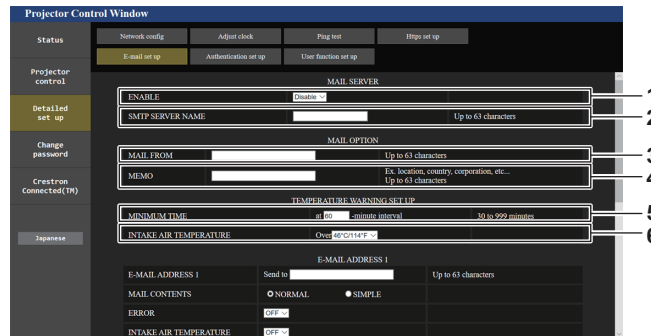 Projector Control Window
Status
Network config
Adjust clock
Ping test
Https set up
E-mail set up
Authentication set up
User function set up
Projector
control
Detailed
set up
Change
password
Crestron
Connected(TM)
Japanese
MAIL SERVER
ENABLE Disable 1
SMTP SERVER NAME Up to 63 characters 2
MAIL OPTION
MAIL FROM Up to 63 characters 3
MEMO Ex. location, country, corporation, etc...
Up to 63 characters 4
TEMPERATURE WARNING SET UP
MINIMUM TIME at 60 -minute interval 30 to 999 minutes 5
INTAKE AIR TEMPERATURE Over 46°C/114°F 6
E-MAIL ADDRESS 1
E-MAIL ADDRESS 1 Send to Up to 63 characters
MAIL CONTENTS NORMAL SIMPLE
ERROR OFF
INTAKE AIR TEMPERATURE OFF